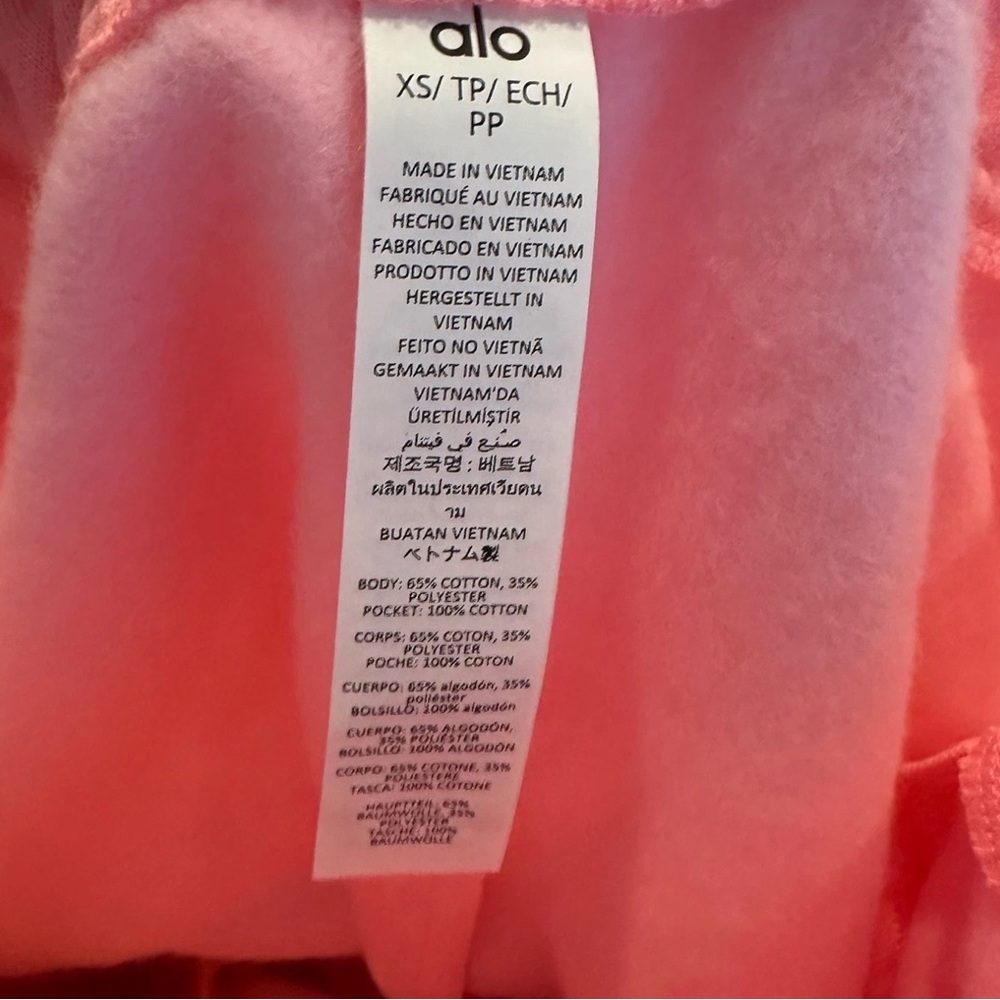 alo
XS/ TP/ ECH/
PP
MADE IN VIETNAM
FABRIQUÉ AU VIETNAM
HECHO EN VIETNAM
FABRICADO EN VIETNAM
PRODOTTO IN VIETNAM
HERGESTELLT IN
VIETNAM
FEITO NO VIETNÃ
GEMAAKT IN VIETNAM
VIETNAM'DA
ÜRETİLMİŞTİR
صُنع في فيتنام
제조국명 : 베트남
ผลิตในประเทศเวียดน
าม
BUATAN VIETNAM
ベトナム製
BODY: 65% COTTON, 35%
POLYESTER
POCKET: 100% COTTON
CORPS: 65% COTON, 35%
POLYESTER
POCHE: 100% COTON
CUERPO: 65% algodón, 35%
poliéster
BOLSILLO: 100% algodón
CUERPO: 65% ALGODÓN,
35% POLIÉSTER
BOLSILLO: 100% ALGODÓN
CORPO: 65% COTONE, 35%
POLIESTERE
TASCA: 100% COTONE
HAUPTTEIL: 65%
BAUMWOLLE, 35%
POLYESTER
TASCHE: 100%
BAUMWOLLE